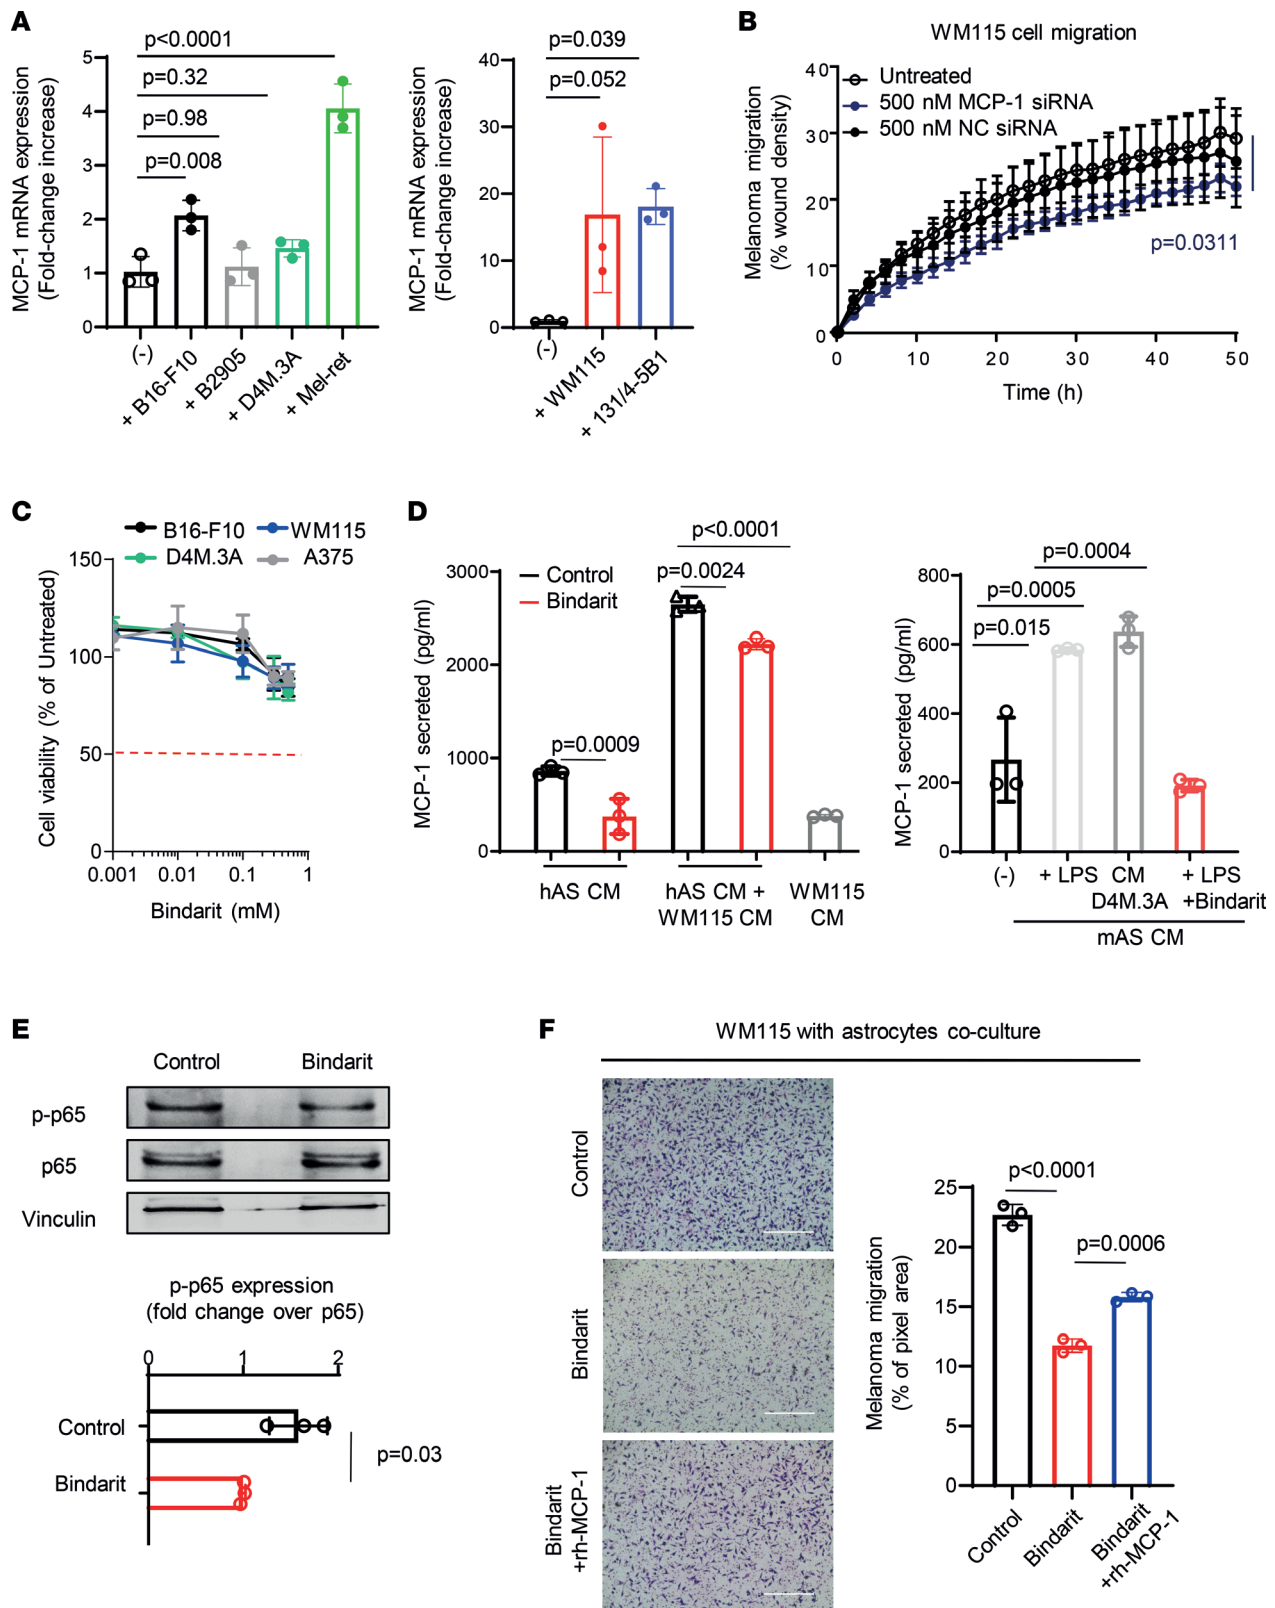 A
MCP-1 mRNA expression
(Fold-change increase)
p<0.0001
p=0.32
p=0.98
p=0.008
5
4
3
2
1
0
(-)
+ B16-F10
+ B2905
+ D4M.3A
+ Mel-ret
MCP-1 mRNA expression
(Fold-change increase)
p=0.039
p=0.052
40
30
20
10
0
(-)
+ WM115
+ 131/4-5B1
B
WM115 cell migration
Melanoma migration
(% wound density)
Untreated
500 nM MCP-1 siRNA
500 nM NC siRNA
40
30
20
10
0
p=0.0311
0 10 20 30 40 50
Time (h)
C
B16-F10 WM115
D4M.3A A375
Cell viability (% of Untreated)
150
100
50
0
0.001 0.01 0.1 1
Bindarit (mM)
D
MCP-1 secreted (pg/ml)
p<0.0001
p=0.0024
p=0.0009
Control
Bindarit
3000
2000
1000
0
hAS CM
hAS CM +
WM115 CM
WM115
CM
MCP-1 secreted (pg/ml)
p=0.0004
p=0.0005
p=0.015
800
600
400
200
0
(-) + LPS CM + LPS
D4M.3A +Bindarit
mAS CM
E
Control Bindarit
p-p65
p65
Vinculin
p-p65 expression
(fold change over p65)
0 1 2
Control
Bindarit
p=0.03
F
WM115 with astrocytes co-culture
Control
Bindarit
Bindarit
+rh-MCP-1
Melanoma migration
(% of pixel area)
p<0.0001
p=0.0006
25
20
15
10
5
0
Control
Bindarit
Bindarit
+rh-MCP-1